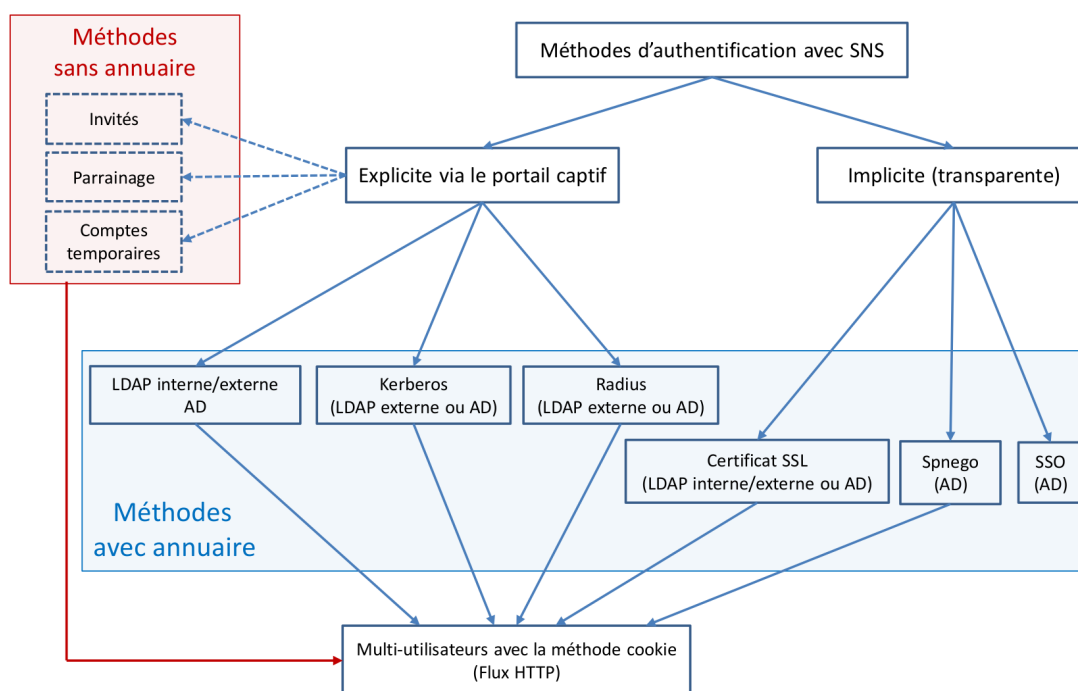 Méthodes
sans annuaire
Invités
Parrainage
Comptes
temporaires
Méthodes d'authentification avec SNS
Explicite via le portail captif
Implicite (transparente)
LDAP interne/externe
AD
Kerberos
(LDAP externe ou AD)
Radius
(LDAP externe ou AD)
Certificat SSL
(LDAP interne/externe ou AD)
Spnego
(AD)
SSO
(AD)
Méthodes
avec annuaire
Multi-utilisateurs avec la méthode cookie
(Flux HTTP)